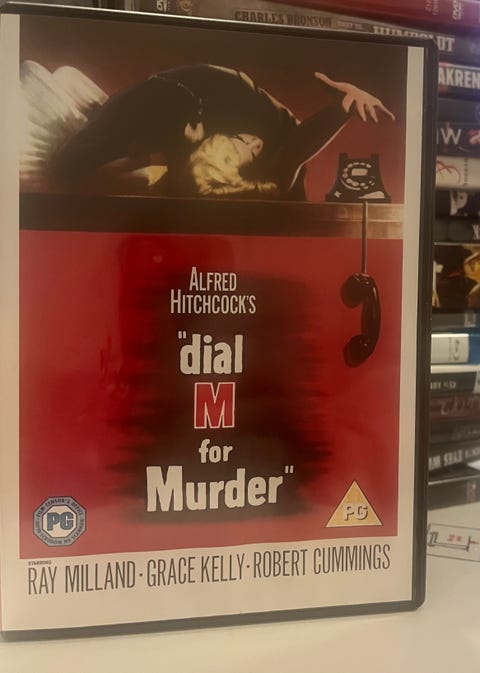 CHARLES BRONSON
ALFRED
HITCHCOCK'S
"dial
M
for
Murder"
PG
PG
STARRING
RAY MILLAND · GRACE KELLY · ROBERT CUMMINGS